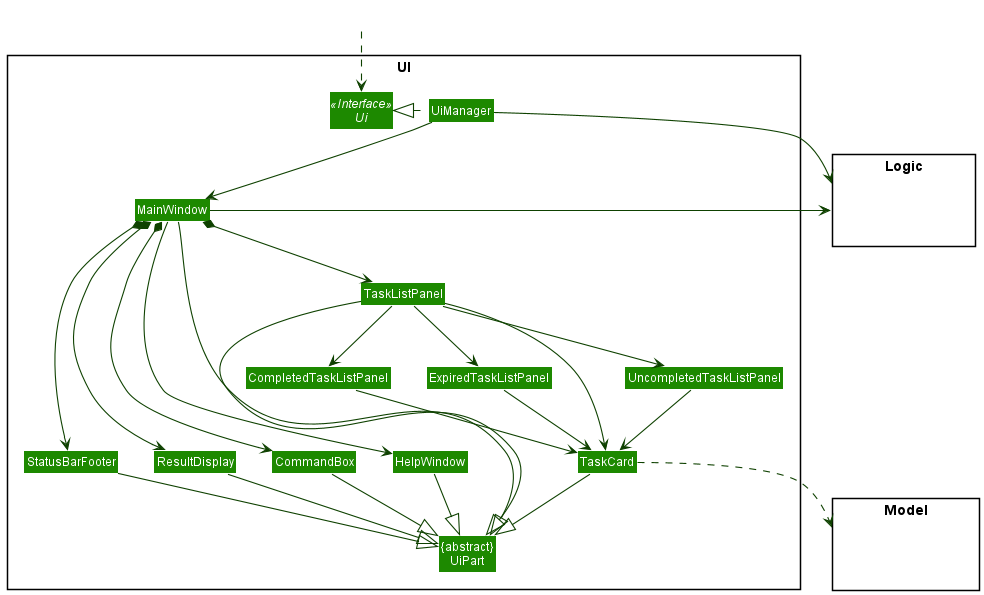 UI
«Interface»
Ui
UiManager
Logic
MainWindow
TaskListPanel
CompletedTaskListPanel
ExpiredTaskListPanel
UncompletedTaskListPanel
StatusBarFooter
ResultDisplay
CommandBox
HelpWindow
TaskCard
Model
{abstract}
UiPart